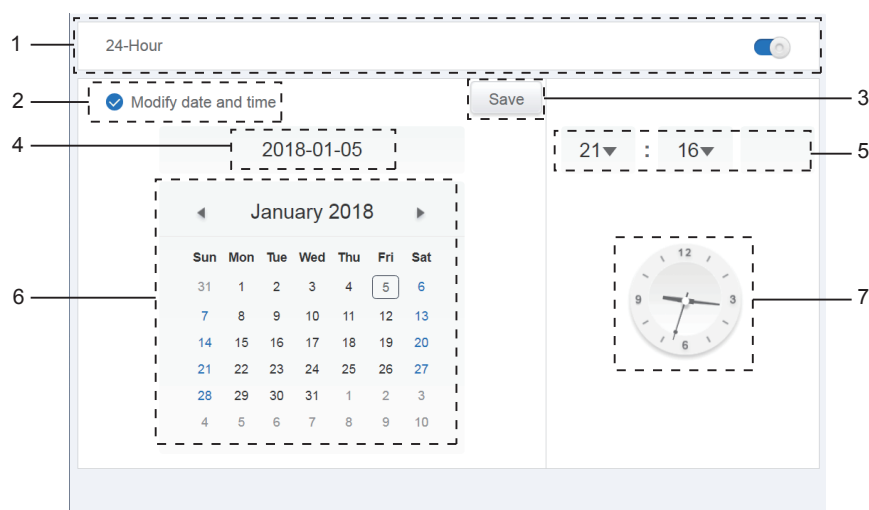 1 24-Hour
2 Modify date and time Save 3
4 2018-01-05 21 : 16 5
January 2018
Sun Mon Tue Wed Thu Fri Sat
31 1 2 3 4 5 6
7 8 9 10 11 12 13
14 15 16 17 18 19 20
21 22 23 24 25 26 27
28 29 30 31 1 2 3
4 5 6 7 8 9 10
6
12
9 3
6
7